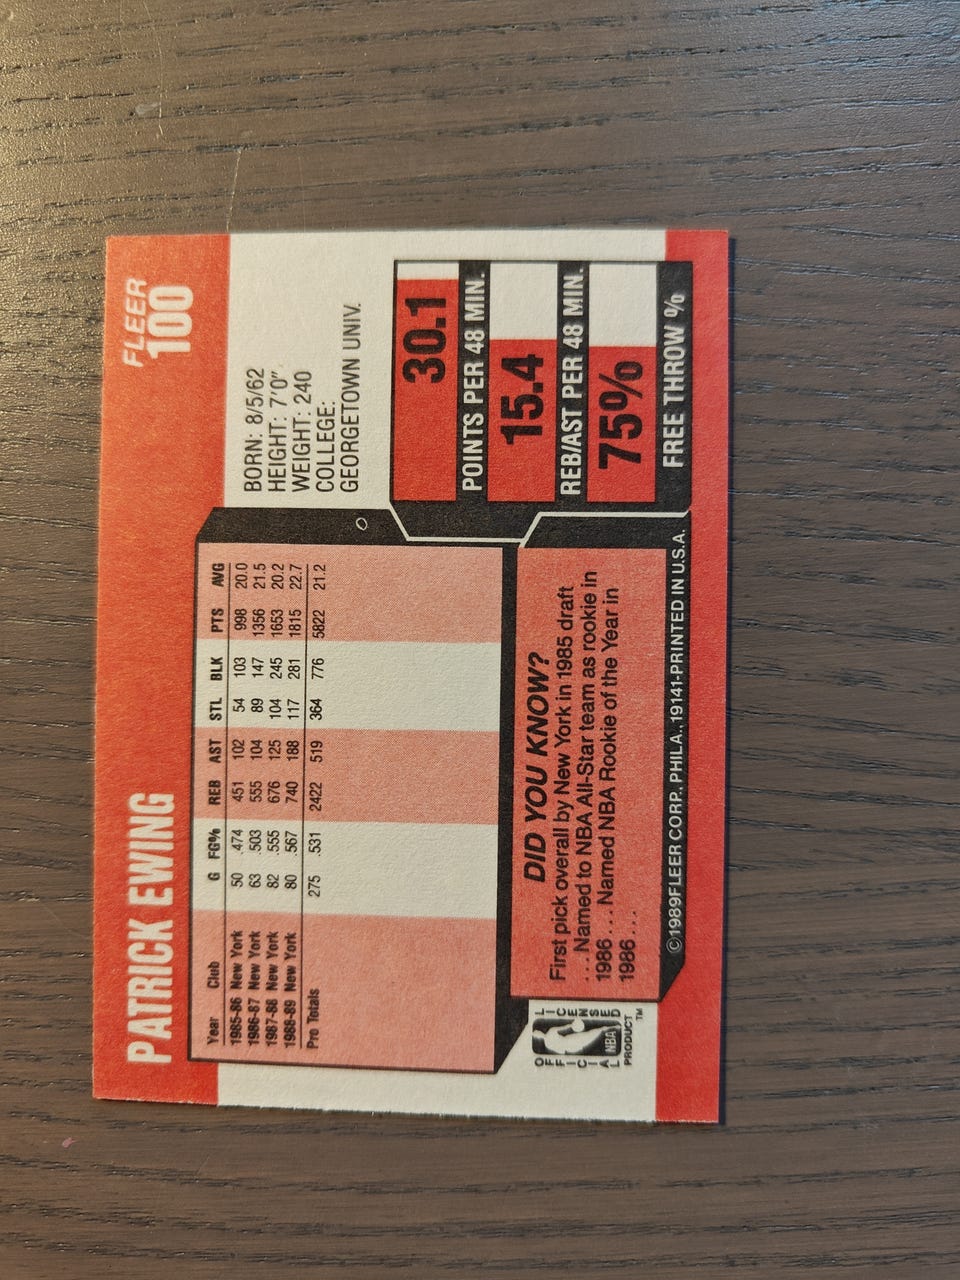 PATRICK EWING
FLEER
100
Year Club G FG% REB AST STL BLK PTS AVG
1985-86 New York 50 .474 451 102 54 103 998 20.0
1986-87 New York 63 .503 555 104 89 147 1356 21.5
1987-88 New York 82 .555 676 125 104 245 1653 20.2
1988-89 New York 80 .567 740 188 117 281 1815 22.7
Pro Totals 275 .531 2422 519 364 776 5822 21.2
BORN: 8/5/62
HEIGHT: 7'0"
WEIGHT: 240
COLLEGE:
GEORGETOWN UNIV.
30.1
POINTS PER 48 MIN.
15.4
REB/AST PER 48 MIN.
75%
FREE THROW %
DID YOU KNOW?
First pick overall by New York in 1985 draft
... Named to NBA All-Star team as rookie in
1986 ... Named NBA Rookie of the Year in
1986 ...
OFFICIAL
NBA
LICENSED
PRODUCT™
©1989 FLEER CORP., PHILA., 19141-PRINTED IN U.S.A.